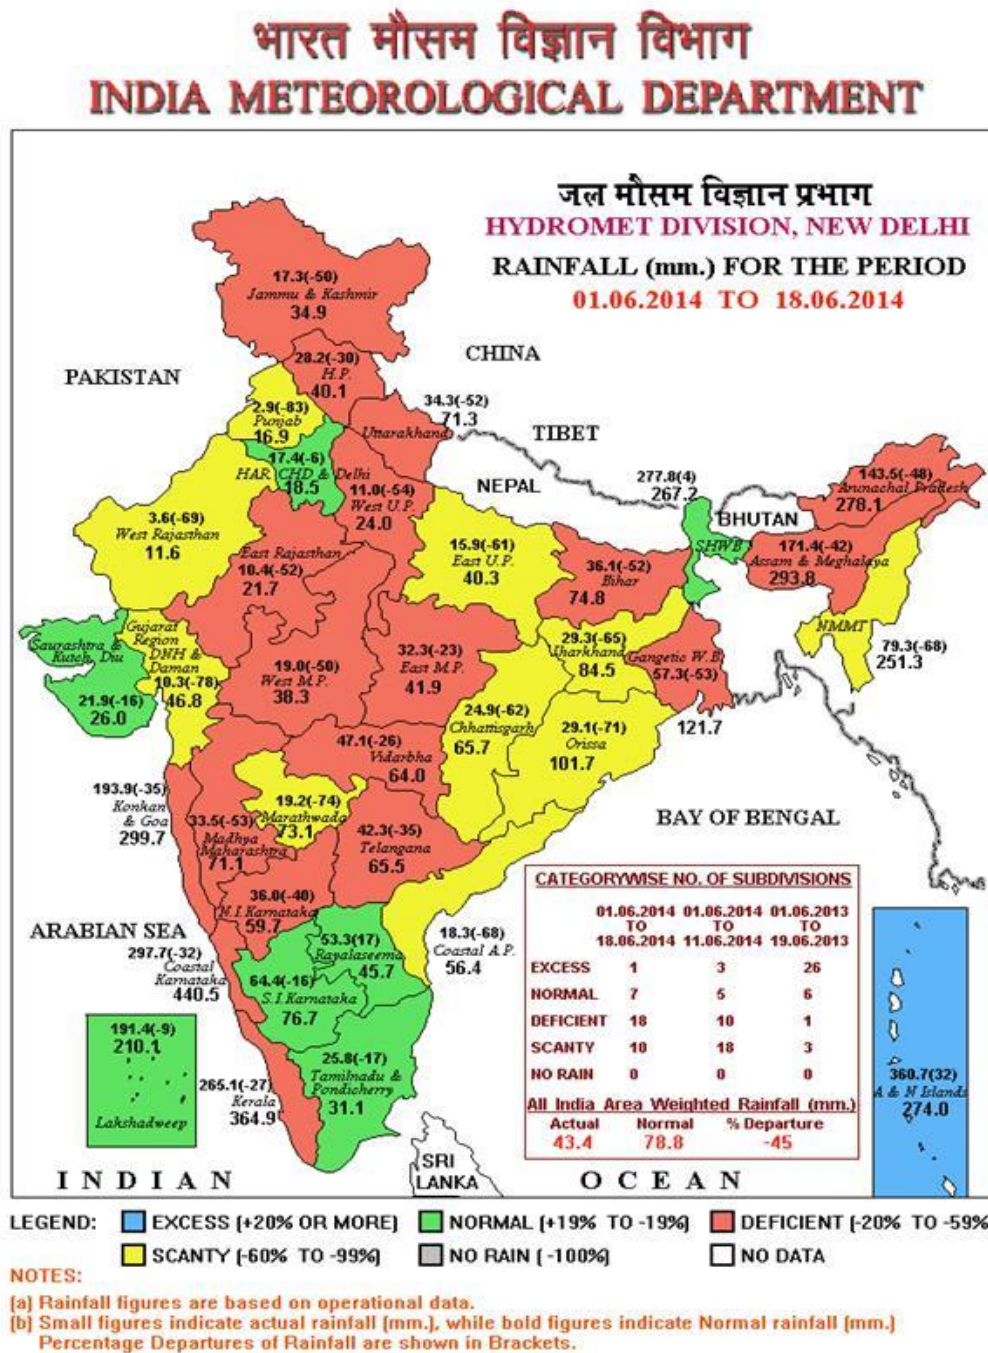 भारत मौसम विज्ञान विभाग
INDIA METEOROLOGICAL DEPARTMENT
जल मौसम विज्ञान प्रभाग
HYDROMET DIVISION, NEW DELHI
RAINFALL (mm.) FOR THE PERIOD
01.06.2014 TO 18.06.2014
17.3(-50)
Jammu & Kashmir
34.9
CHINA
PAKISTAN
28.2(-30)
H.P.
40.1
34.3(-52)
71.3
Uttarakhand
TIBET
2.9(-83)
Punjab
16.9
17.4(-6)
HAR CHD & Delhi
18.5
NEPAL
277.8(4)
267.2
SHWB
BHUTAN
143.5(-48)
Arunachal Pradesh
278.1
11.0(-54)
West U.P.
24.0
3.6(-69)
West Rajasthan
11.6
East Rajasthan
10.4(-52)
21.7
15.9(-61)
East U.P.
40.3
36.1(-52)
Bihar
74.8
171.4(-42)
Assam & Meghalaya
293.8
NMMT
79.3(-68)
251.3
Saurashtra &
Kutch, Diu
21.9(-16)
26.0
Gujarat
Region
DNH &
Daman
10.3(-78)
46.8
19.0(-50)
West M.P.
38.3
32.3(-23)
East M.P.
41.9
29.3(-65)
Jharkhand
84.5
Gangetic W.B
57.3(-53)
121.7
24.9(-62)
Chhattisgarh
65.7
29.1(-71)
Orissa
101.7
47.1(-26)
Vidarbha
64.0
193.9(-35)
Konkan
& Goa
299.7
33.5(-53)
Madhya
Maharashtra
71.1
19.2(-74)
Marathwada
73.1
42.3(-35)
Telangana
65.5
BAY OF BENGAL
36.0(-40)
N.I.Karnataka
59.7
ARABIAN SEA
297.7(-32)
Coastal
Karnataka
440.5
53.3(17)
Rayalaseema
45.7
18.3(-68)
Coastal A.P.
56.4
64.4(-16)
S.I.Karnataka
76.7
191.4(-9)
210.1
Lakshadweep
265.1(-27)
Kerala
364.9
25.8(-17)
Tamilnadu &
Pondicherry
31.1
360.7(32)
A & N Islands
274.0
CATEGORYWISE NO. OF SUBDIVISIONS
01.06.2014 01.06.2014 01.06.2013
TO TO TO
18.06.2014 11.06.2014 19.06.2013
EXCESS 1 3 26
NORMAL 7 5 6
DEFICIENT 18 10 1
SCANTY 10 18 3
NO RAIN 0 0 0
All India Area Weighted Rainfall (mm.)
Actual Normal % Departure
43.4 78.8 -45
SRI
LANKA
INDIAN OCEAN
LEGEND: EXCESS (+20% OR MORE) NORMAL (+19% TO -19%) DEFICIENT (-20% TO -59%
SCANTY (-60% TO -99%) NO RAIN (-100%) NO DATA
NOTES:
(a) Rainfall figures are based on operational data.
(b) Small figures indicate actual rainfall (mm.), while bold figures indicate Normal rainfall (mm.)
Percentage Departures of Rainfall are shown in Brackets.